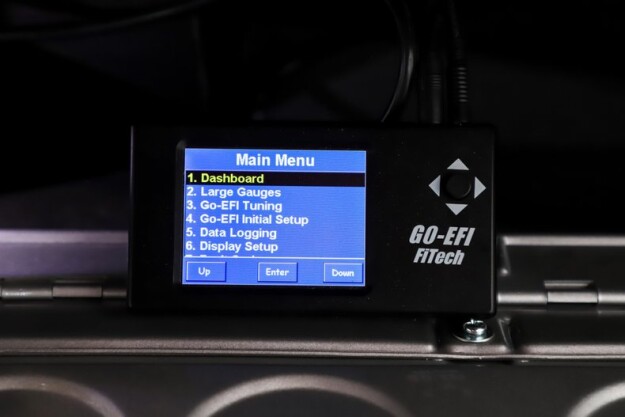 Main Menu
1. Dashboard
2. Large Gauges
3. Go-EFI Tuning
4. Go-EFI Initial Setup
5. Data Logging
6. Display Setup
Up Enter Down
GO-EFI
FiTech